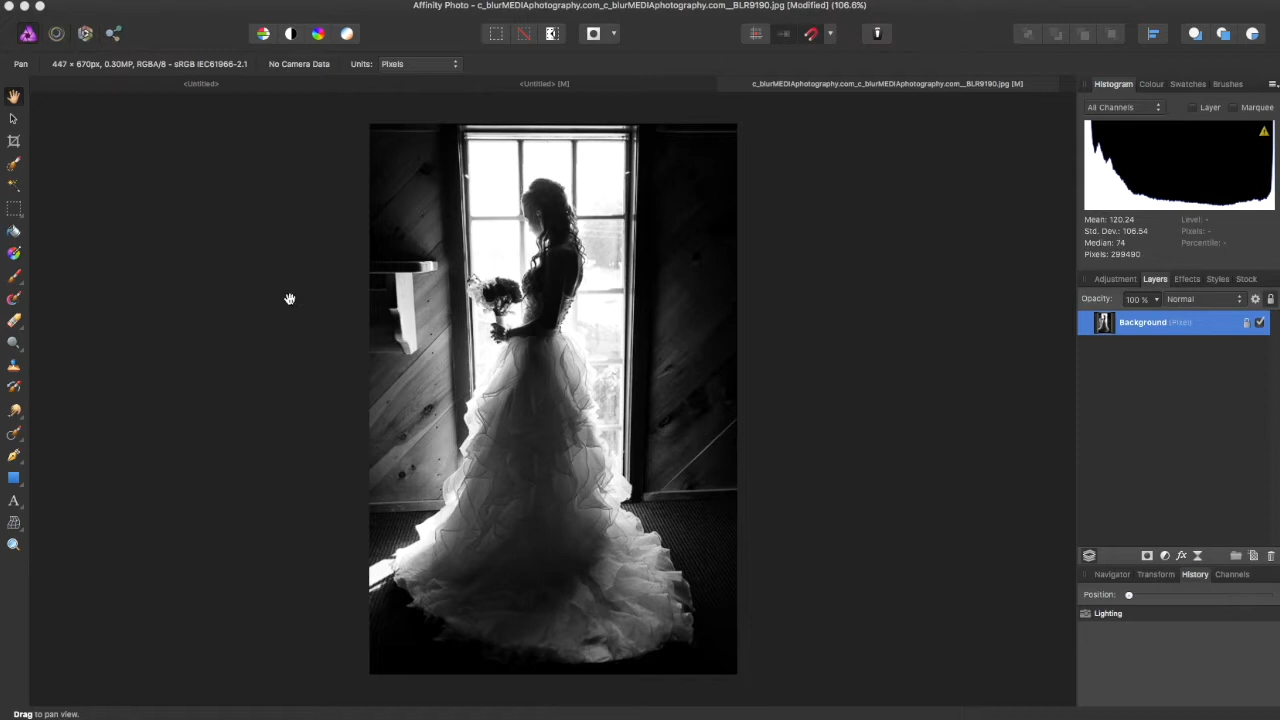 Affinity Photo - c_blurMEDIAphotography.com_c_blurMEDIAphotography.com__BLR9190.jpg [Modified] (106.6%)
Pan
447 × 670px, 0.30MP, RGBA/8 - sRGB IEC61966-2.1
No Camera Data
Units:
Pixels
<Untitled>
<Untitled> [M]
c_blurMEDIAphotography.com_c_blurMEDIAphotography.com__BLR9190.jpg [M]
Histogram
Colour
Swatches
Brushes
All Channels
Layer
Marquee
Mean: 120.24
Level: -
Std. Dev.: 106.54
Pixels: -
Median: 74
Percentile: -
Pixels: 299490
Adjustment
Layers
Effects
Styles
Stock
Opacity:
100 %
Normal
Background (Pixel)
fx
Navigator
Transform
History
Channels
Position:
Lighting
A
Drag to pan view.